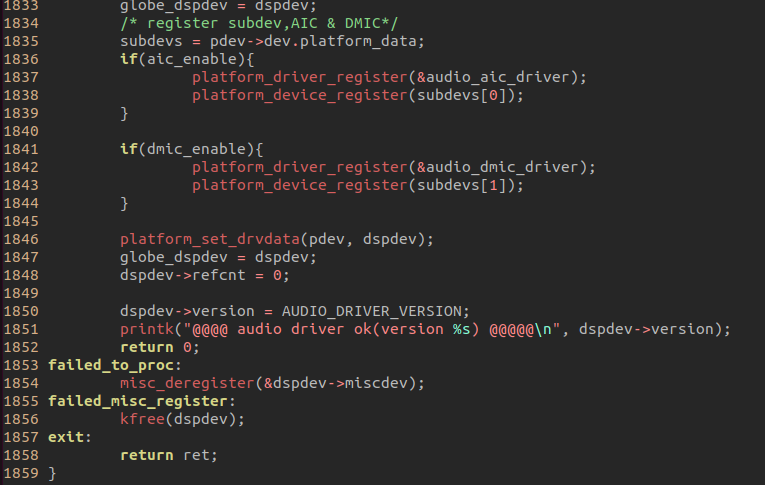 1833         globe_dspdev = dspdev;
1834         /* register subdev,AIC & DMIC*/
1835         subdevs = pdev->dev.platform_data;
1836         if(aic_enable){
1837                 platform_driver_register(&audio_aic_driver);
1838                 platform_device_register(subdevs[0]);
1839         }
1840
1841         if(dmic_enable){
1842                 platform_driver_register(&audio_dmic_driver);
1843                 platform_device_register(subdevs[1]);
1844         }
1845
1846         platform_set_drvdata(pdev, dspdev);
1847         globe_dspdev = dspdev;
1848         dspdev->refcnt = 0;
1849
1850         dspdev->version = AUDIO_DRIVER_VERSION;
1851         printk("@@@@ audio driver ok(version %s) @@@@@\n", dspdev->version);
1852         return 0;
1853 failed_to_proc:
1854         misc_deregister(&dspdev->miscdev);
1855 failed_misc_register:
1856         kfree(dspdev);
1857 exit:
1858         return ret;
1859 }